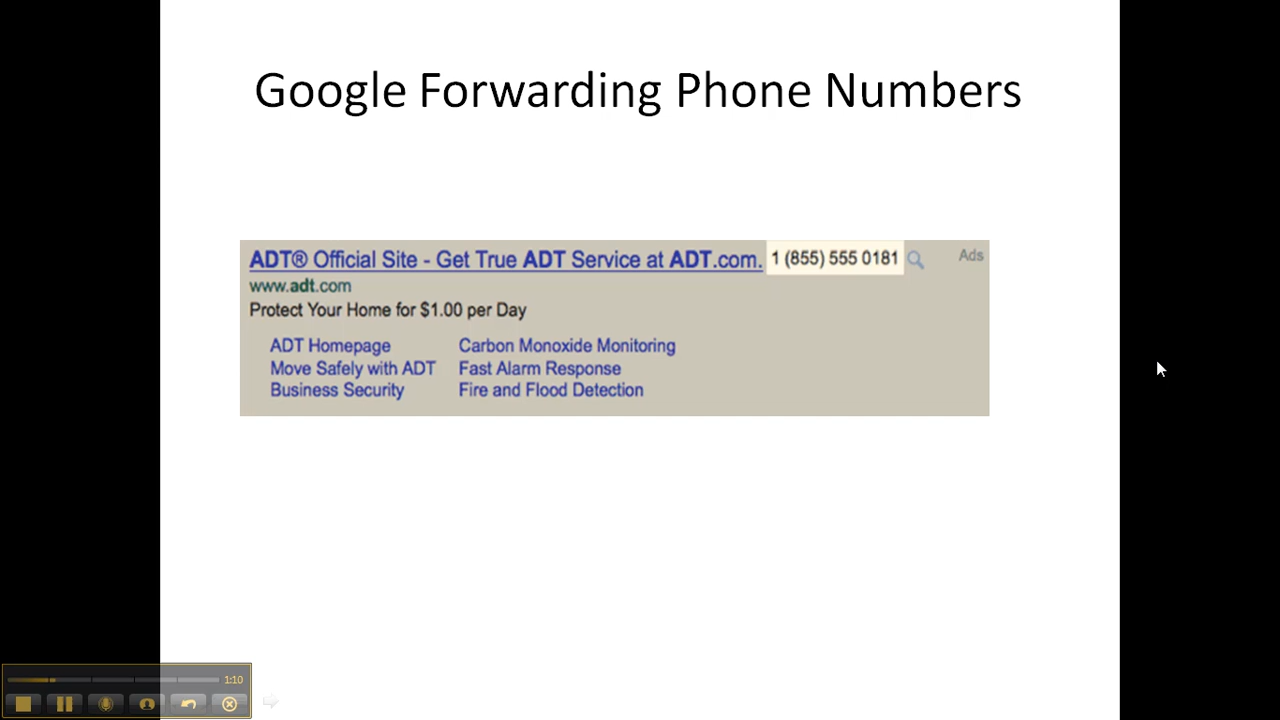 Google Forwarding Phone Numbers
ADT® Official Site - Get True ADT Service at ADT.com. 1 (855) 555 0181 Ads
www.adt.com
Protect Your Home for $1.00 per Day
ADT Homepage Carbon Monoxide Monitoring
Move Safely with ADT Fast Alarm Response
Business Security Fire and Flood Detection
1:10